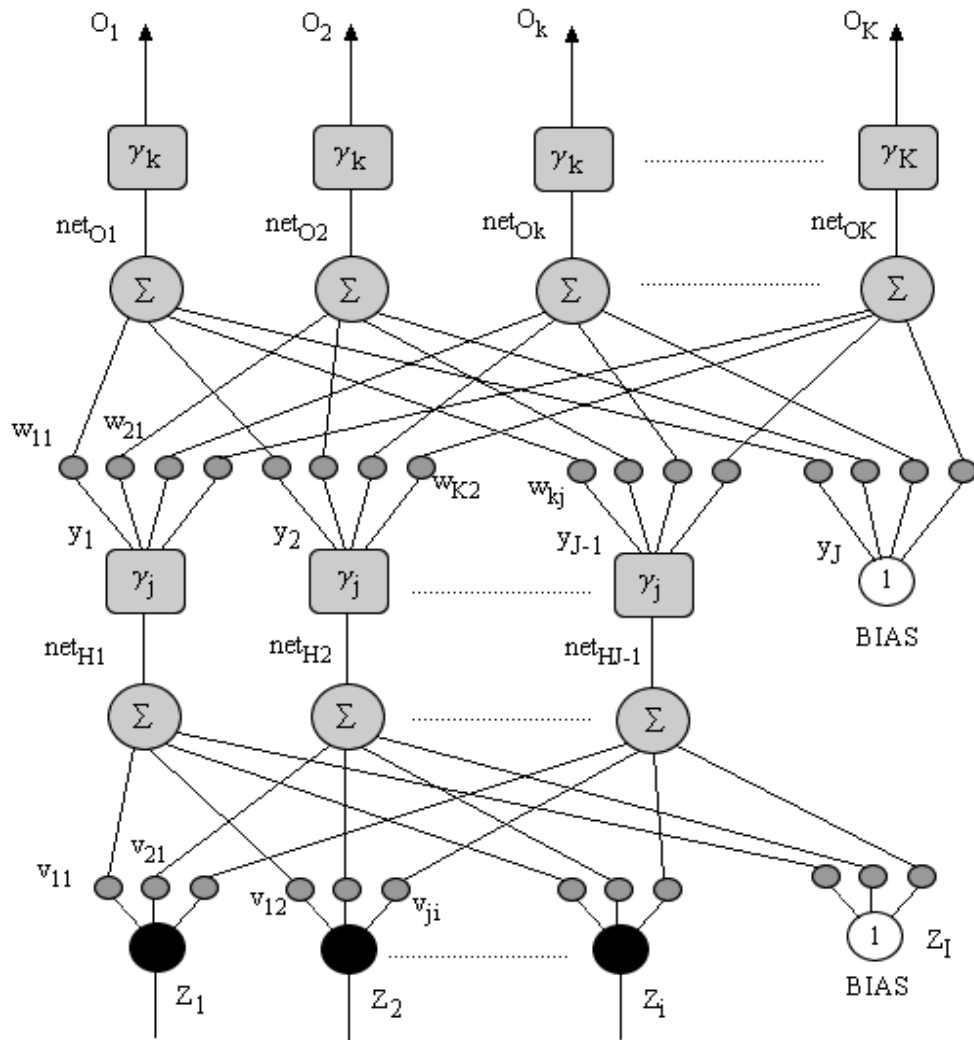 O1 O2 Ok OK
γk γk γk γK
netO1 netO2 netOk netOK
Σ Σ Σ Σ
w11 w21 wK2 wkj
y1 y2 yJ-1 yJ
γj γj γj 1
BIAS
netH1 netH2 netHJ-1
Σ Σ Σ
v11 v21 v12 vji
1 ZI
Z1 Z2 Zi BIAS